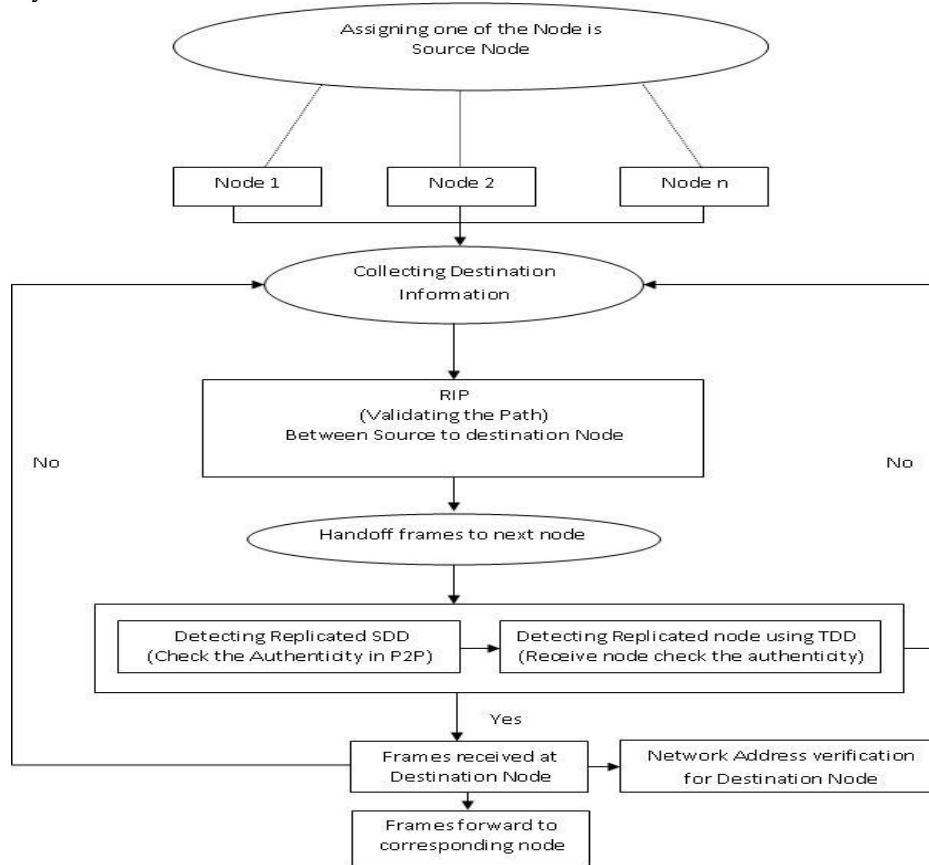 Assigning one of the Node is
Source Node
Node 1
Node 2
Node n
Collecting Destination
Information
RIP
(Validating the Path)
Between Source to destination Node
No
No
Handoff frames to next node
Detecting Replicated SDD
(Check the Authenticity in P2P)
Detecting Replicated node using TDD
(Receive node check the authenticity)
Yes
Frames received at
Destination Node
Network Address verification
for Destination Node
Frames forward to
corresponding node